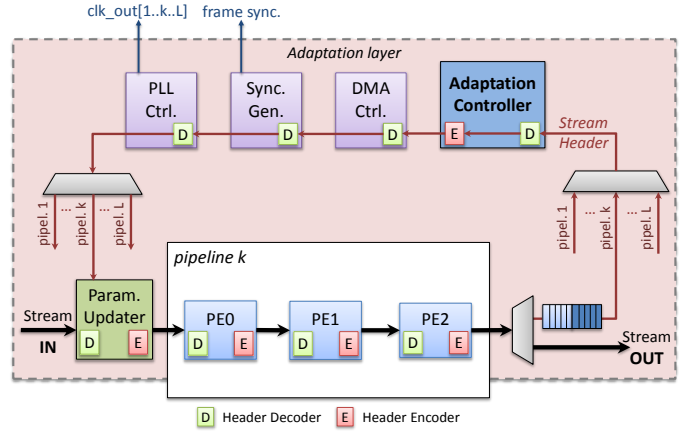 clk_out[1..k..L]
frame sync.
Adaptation layer
PLL
Ctrl.
D
Sync.
Gen.
D
DMA
Ctrl.
D
Adaptation
Controller
E
D
Stream
Header
pipel. 1
...
pipel. k
...
pipel. L
pipel. 1
...
pipel. k
...
pipel. L
pipeline k
Stream
IN
Param.
Updater
D
E
PE0
D
E
PE1
D
E
PE2
D
E
Stream
OUT
D Header Decoder
E Header Encoder